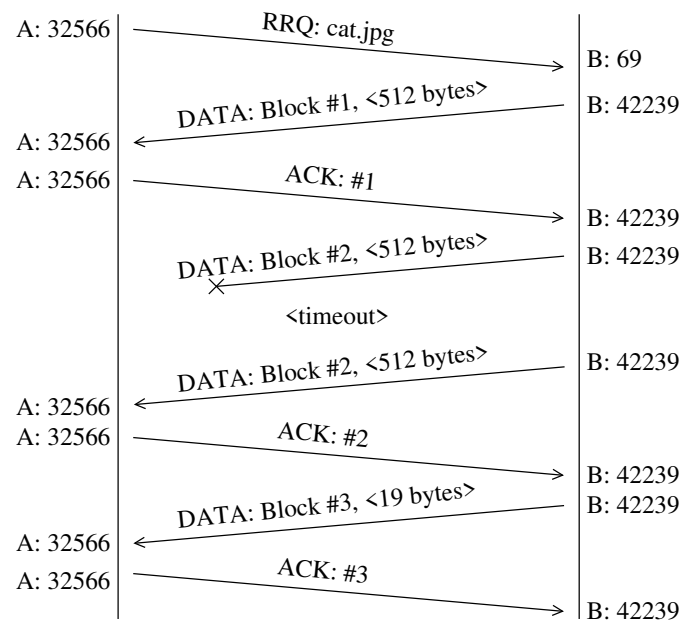 A: 32566
RRQ: cat.jpg
B: 69
DATA: Block #1, <512 bytes>
B: 42239
A: 32566
A: 32566
ACK: #1
B: 42239
DATA: Block #2, <512 bytes>
B: 42239
<timeout>
DATA: Block #2, <512 bytes>
B: 42239
A: 32566
A: 32566
ACK: #2
B: 42239
DATA: Block #3, <19 bytes>
B: 42239
A: 32566
A: 32566
ACK: #3
B: 42239